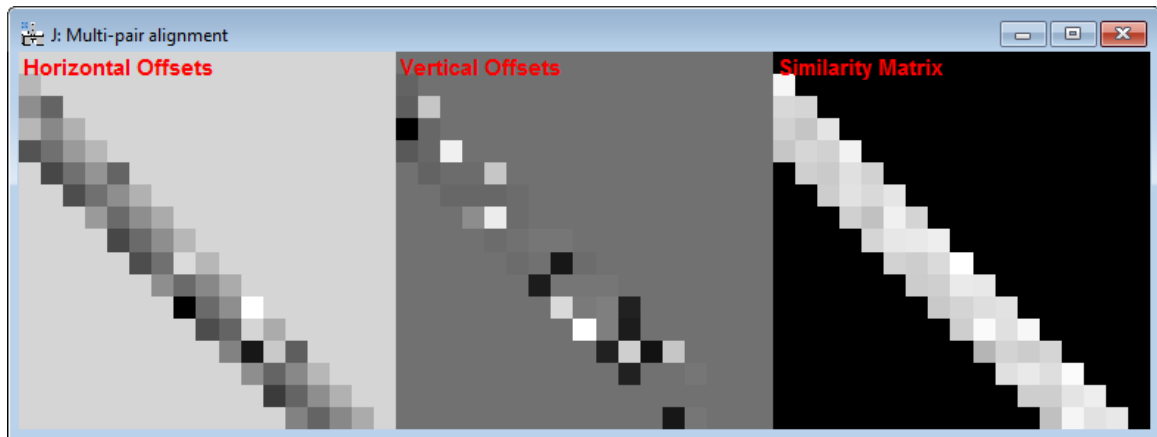 J: Multi-pair alignment
Horizontal Offsets
Vertical Offsets
Similarity Matrix